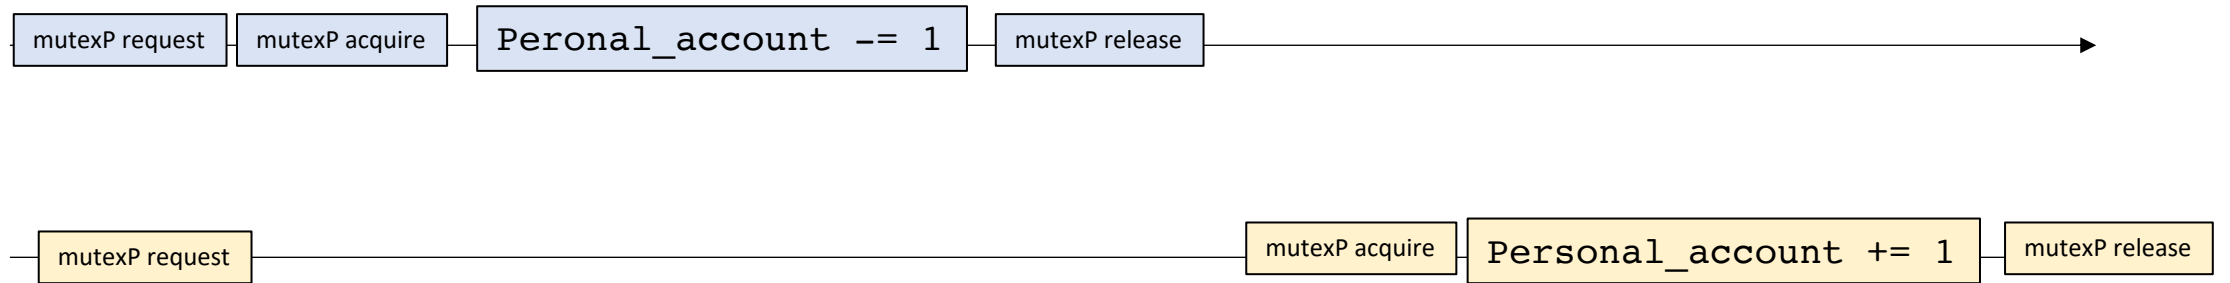 mutexP request mutexP acquire Peronal_account -= 1 mutexP release
mutexP request mutexP acquire Personal_account += 1 mutexP release